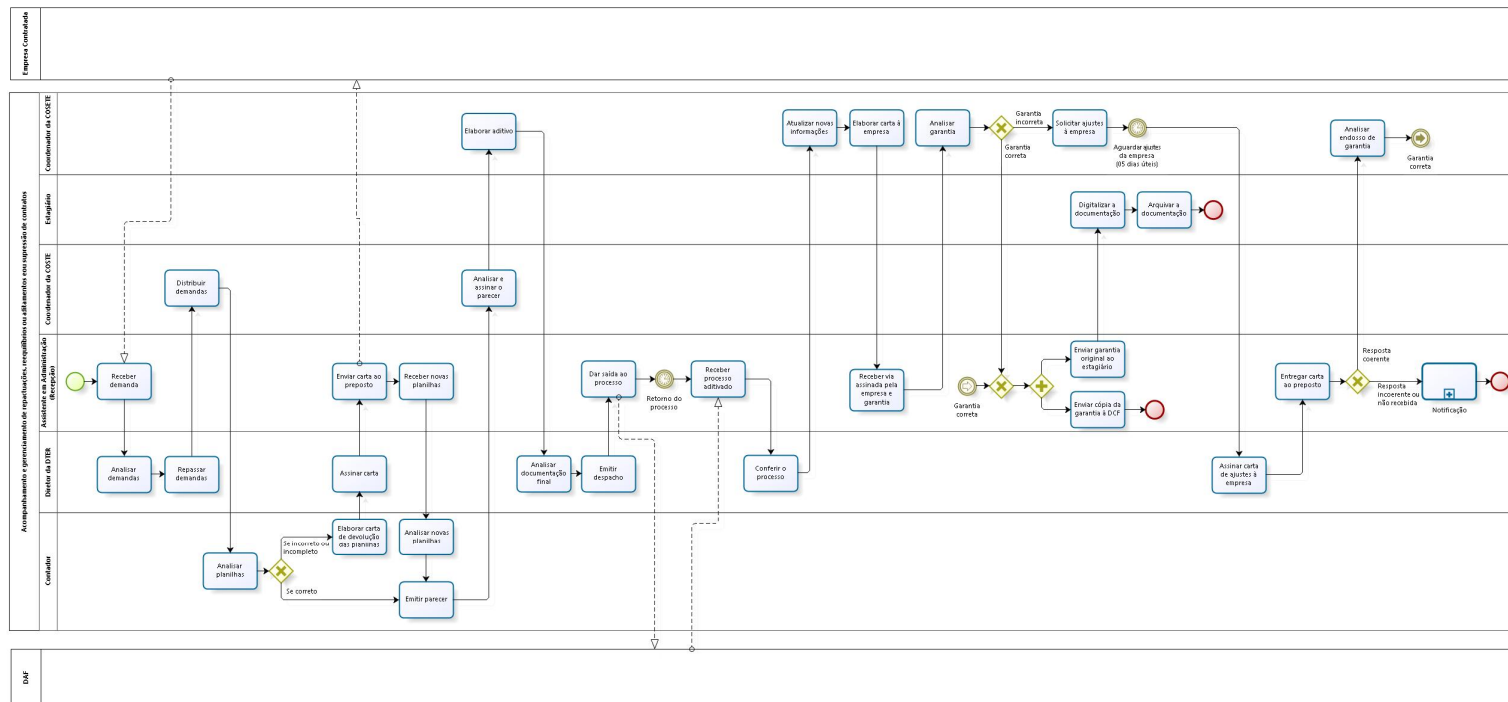 Empresa Contratada
Acompanhamento e gerenciamento de repactuações, reequilíbrios ou aditamentos e ou supressão de contratos
Coordenador da COSETE
Elaborar aditivo
Atualizar novas
informações
Elaborar carta à
empresa
Analisar
garantia
Garantia
incorreta
Garantia
correta
Solicitar ajustes
à empresa
Aguardar ajustes
da empresa
(05 dias úteis)
Analisar
endosso de
garantia
Garantia
correta
Estagiário
Digitalizar a
documentação
Arquivar a
documentação
Coordenador da COSTE
Distribuir
demandas
Analisar e
assinar o
parecer
Assistente em Administração
(Recepção)
Receber
demanda
Enviar carta ao
preposto
Receber novas
planilhas
Dar saída ao
processo
Retorno do
processo
Receber
processo
aditivado
Receber via
assinada pela
empresa e
garantia
Garantia
correta
Enviar garantia
original ao
estagiário
Enviar cópia da
garantia à DCF
Entregar carta
ao preposto
Resposta
coerente
Resposta
incoerente ou
não recebida
Notificação
Diretor da DTER
Analisar
demandas
Repassar
demandas
Assinar carta
Analisar
documentação
final
Emitir
despacho
Conferir o
processo
Assinar carta
de ajustes à
empresa
Contador
Analisar
planilhas
Se incorreto ou
incompleto
Se correto
Elaborar carta
de devolução
das planilhas
Analisar novas
planilhas
Emitir parecer
DAF